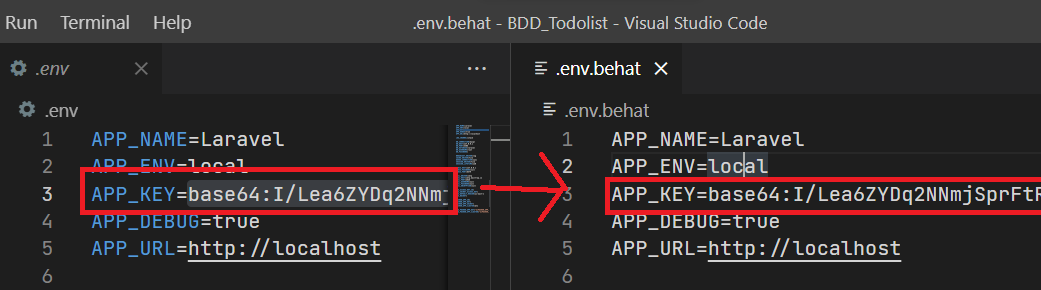 Run Terminal Help .env.behat - BDD_Todolist - Visual Studio Code
.env
.env
1 APP_NAME=Laravel
2 APP_ENV=local
3 APP_KEY=base64:I/Lea6ZYDq2NNm
4 APP_DEBUG=true
5 APP_URL=http://localhost
6
.env.behat
.env.behat
1 APP_NAME=Laravel
2 APP_ENV=local
3 APP_KEY=base64:I/Lea6ZYDq2NNmjSprFtR
4 APP_DEBUG=true
5 APP_URL=http://localhost
6